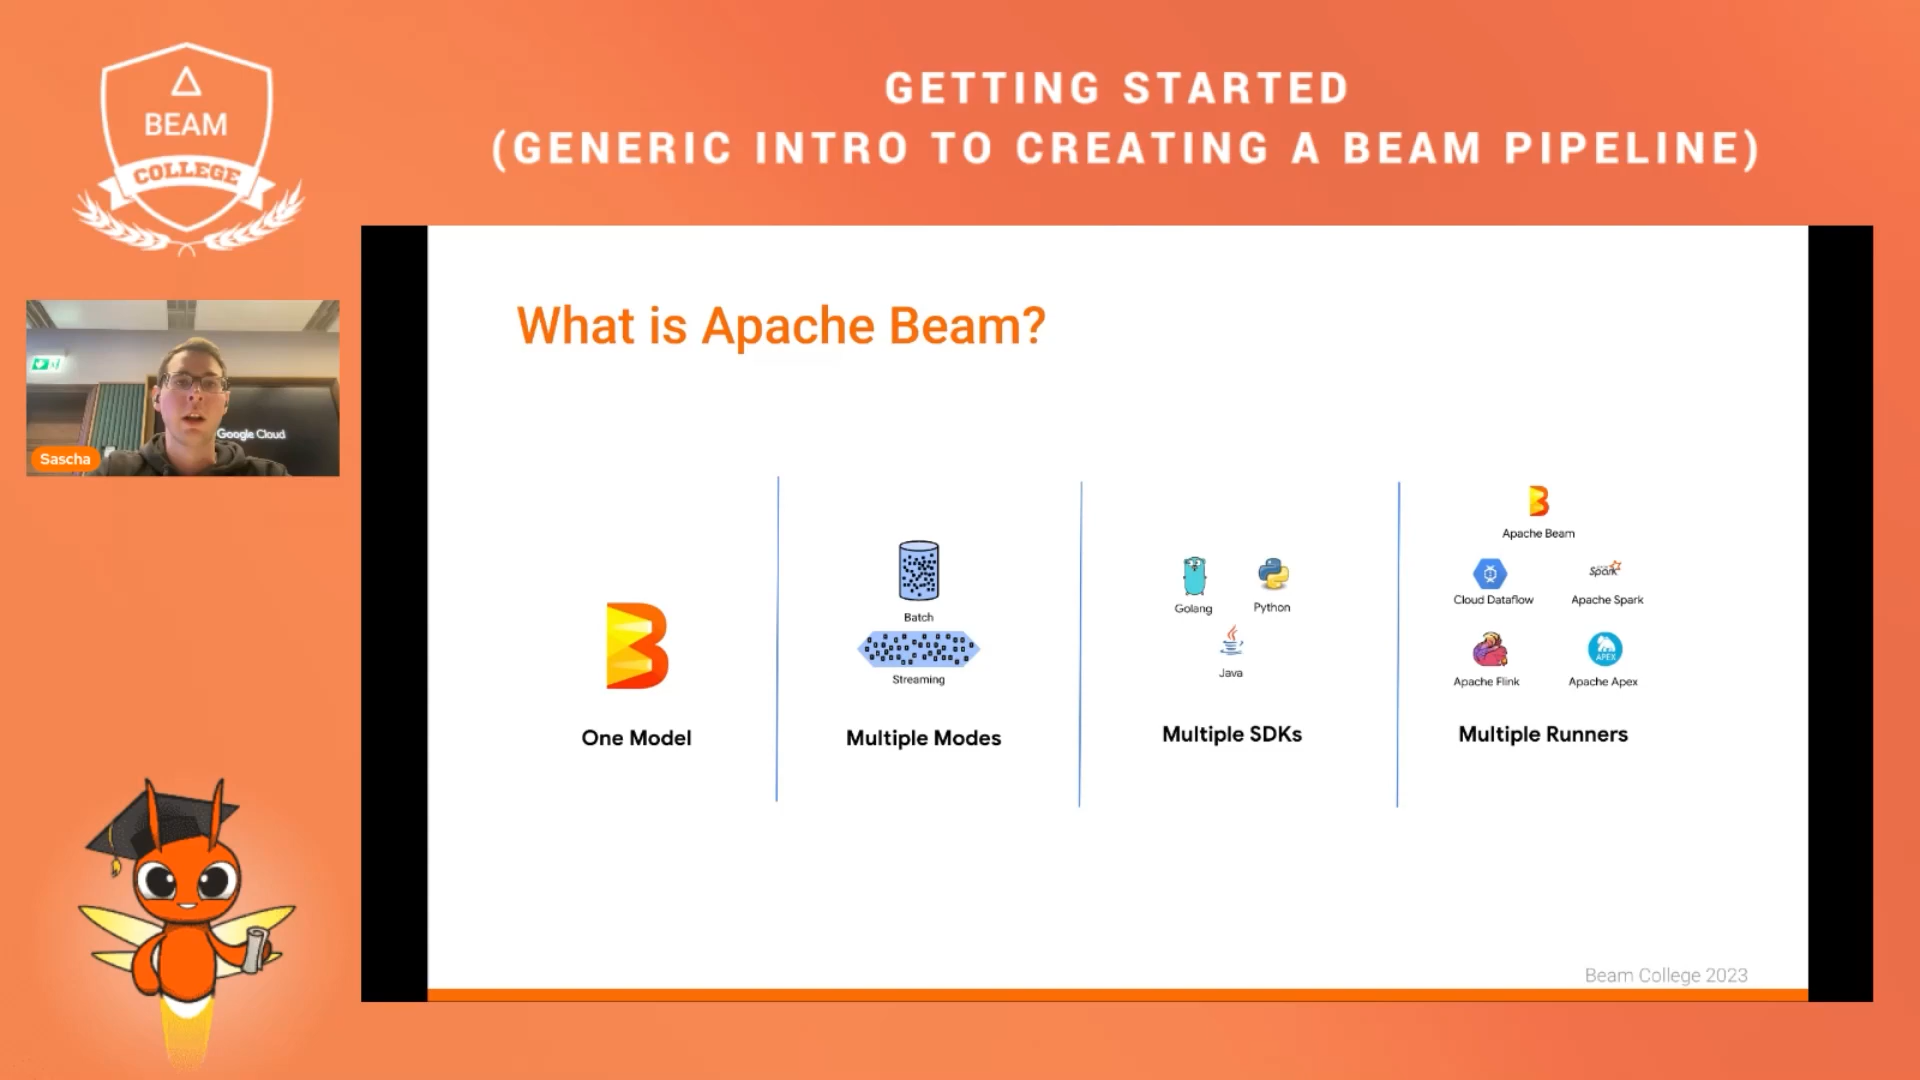 BEAM
COLLEGE
GETTING STARTED
(GENERIC INTRO TO CREATING A BEAM PIPELINE)
Google Cloud
Sascha
What is Apache Beam?
One Model
Batch
Streaming
Multiple Modes
Golang
Python
Java
Multiple SDKs
Apache Beam
Cloud Dataflow
Spark
Apache Spark
Apache Flink
APEX
Apache Apex
Multiple Runners
Beam College 2023